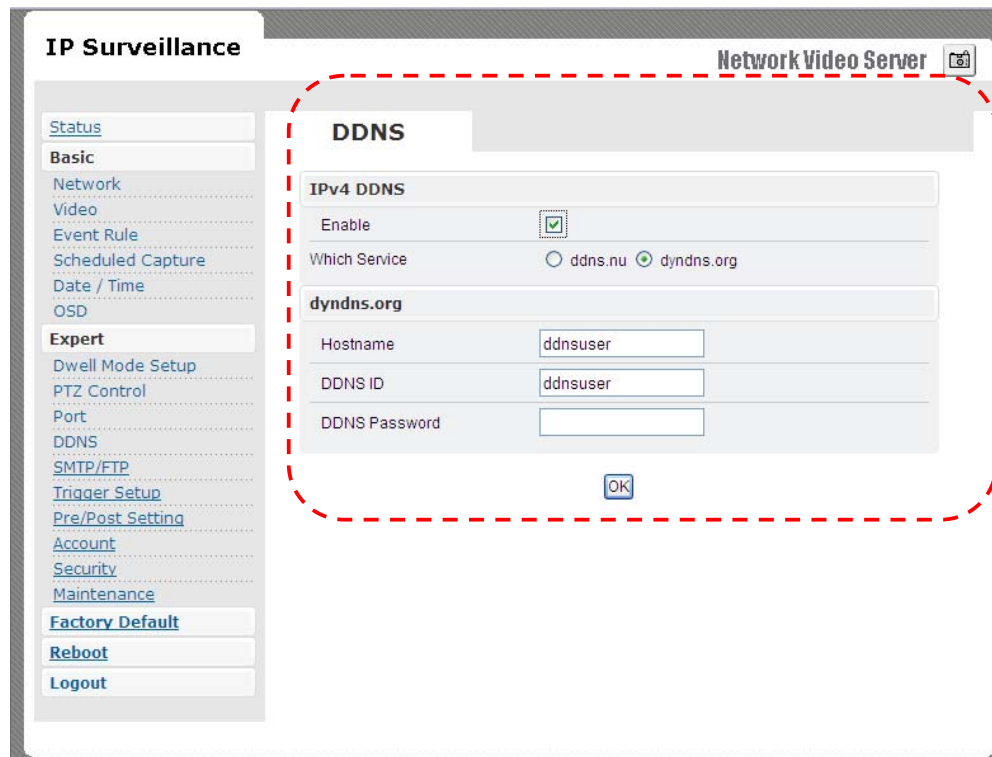 IP Surveillance
Network Video Server
Status
Basic
Network
Video
Event Rule
Scheduled Capture
Date / Time
OSD
Expert
Dwell Mode Setup
PTZ Control
Port
DDNS
SMTP/FTP
Trigger Setup
Pre/Post Setting
Account
Security
Maintenance
Factory Default
Reboot
Logout
DDNS
IPv4 DDNS
Enable
Which Service ddns.nu dyndns.org
dyndns.org
Hostname ddnsuser
DDNS ID ddnsuser
DDNS Password
OK